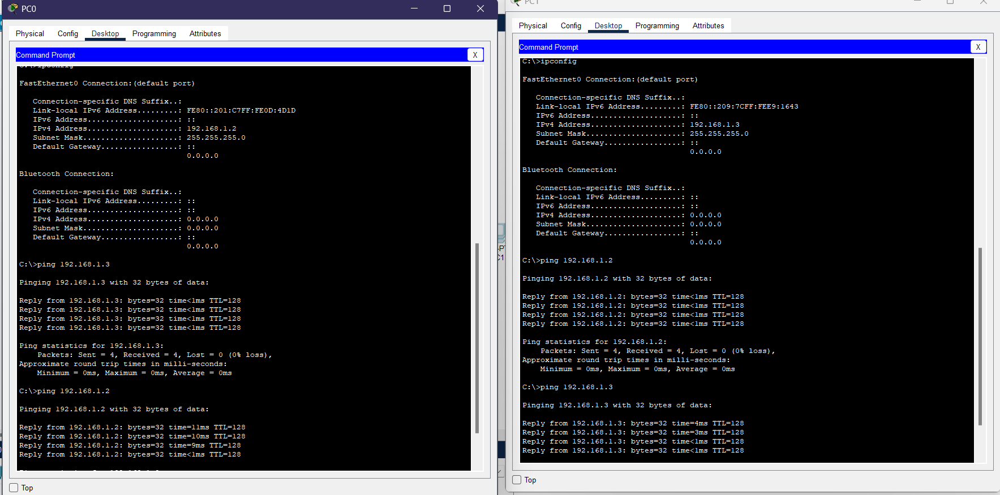 PC0
Physical Config Desktop Programming Attributes
Command Prompt X
C:\>ipconfig
FastEthernet0 Connection:(default port)
Connection-specific DNS Suffix..:
Link-local IPv6 Address.........: FE80::201:C7FF:FE0D:4D1D
IPv6 Address....................: ::
IPv4 Address....................: 192.168.1.2
Subnet Mask.....................: 255.255.255.0
Default Gateway.................: ::
0.0.0.0
Bluetooth Connection:
Connection-specific DNS Suffix..:
Link-local IPv6 Address.........: ::
IPv6 Address....................: ::
IPv4 Address....................: 0.0.0.0
Subnet Mask.....................: 0.0.0.0
Default Gateway.................: ::
0.0.0.0
C:\>ping 192.168.1.3
Pinging 192.168.1.3 with 32 bytes of data:
Reply from 192.168.1.3: bytes=32 time<1ms TTL=128
Reply from 192.168.1.3: bytes=32 time<1ms TTL=128
Reply from 192.168.1.3: bytes=32 time<1ms TTL=128
Reply from 192.168.1.3: bytes=32 time<1ms TTL=128
Ping statistics for 192.168.1.3:
Packets: Sent = 4, Received = 4, Lost = 0 (0% loss),
Approximate round trip times in milli-seconds:
Minimum = 0ms, Maximum = 0ms, Average = 0ms
C:\>ping 192.168.1.2
Pinging 192.168.1.2 with 32 bytes of data:
Reply from 192.168.1.2: bytes=32 time=11ms TTL=128
Reply from 192.168.1.2: bytes=32 time=10ms TTL=128
Reply from 192.168.1.2: bytes=32 time=9ms TTL=128
Reply from 192.168.1.2: bytes=32 time<1ms TTL=128
Top
PC1
Physical Config Desktop Programming Attributes
Command Prompt X
C:\>ipconfig
FastEthernet0 Connection:(default port)
Connection-specific DNS Suffix..:
Link-local IPv6 Address.........: FE80::209:7CFF:FEE9:1643
IPv6 Address....................: ::
IPv4 Address....................: 192.168.1.3
Subnet Mask.....................: 255.255.255.0
Default Gateway.................: ::
0.0.0.0
Bluetooth Connection:
Connection-specific DNS Suffix..:
Link-local IPv6 Address.........: ::
IPv6 Address....................: ::
IPv4 Address....................: 0.0.0.0
Subnet Mask.....................: 0.0.0.0
Default Gateway.................: ::
0.0.0.0
C:\>ping 192.168.1.2
Pinging 192.168.1.2 with 32 bytes of data:
Reply from 192.168.1.2: bytes=32 time<1ms TTL=128
Reply from 192.168.1.2: bytes=32 time<1ms TTL=128
Reply from 192.168.1.2: bytes=32 time<1ms TTL=128
Reply from 192.168.1.2: bytes=32 time<1ms TTL=128
Ping statistics for 192.168.1.2:
Packets: Sent = 4, Received = 4, Lost = 0 (0% loss),
Approximate round trip times in milli-seconds:
Minimum = 0ms, Maximum = 0ms, Average = 0ms
C:\>ping 192.168.1.3
Pinging 192.168.1.3 with 32 bytes of data:
Reply from 192.168.1.3: bytes=32 time=4ms TTL=128
Reply from 192.168.1.3: bytes=32 time=3ms TTL=128
Reply from 192.168.1.3: bytes=32 time<1ms TTL=128
Reply from 192.168.1.3: bytes=32 time<1ms TTL=128
Top